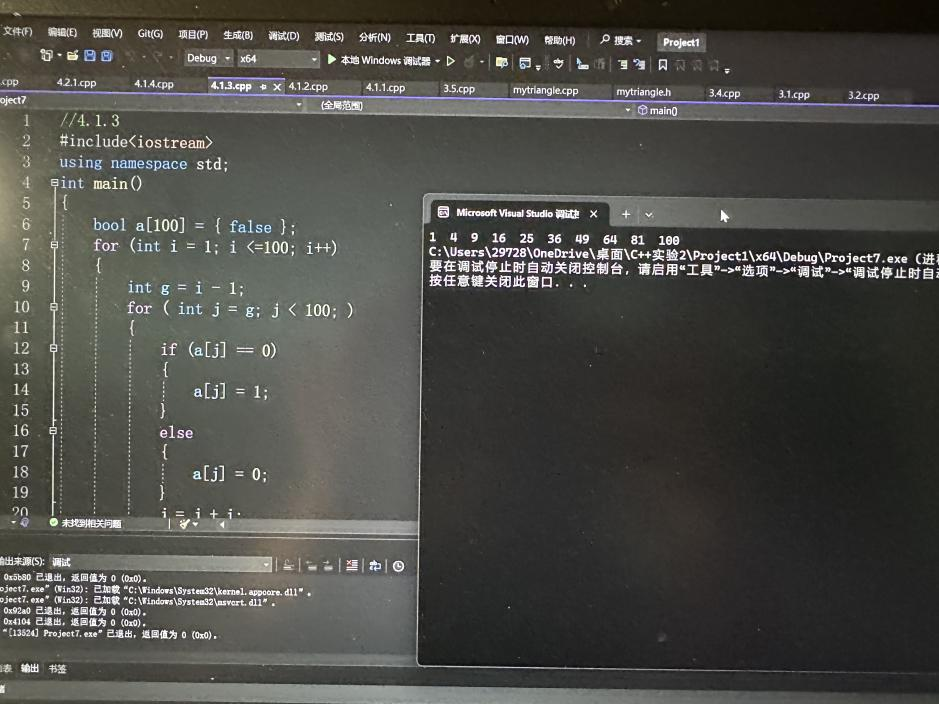 文件(F) 编辑(E) 视图(V) Git(G) 项目(P) 生成(B) 调试(D) 测试(S) 分析(N) 工具(T) 扩展(X) 窗口(W) 帮助(H) 搜索 Project1
Debug x64 本地 Windows 调试器
.cpp 4.2.1.cpp 4.1.4.cpp 4.1.3.cpp 4.1.2.cpp 4.1.1.cpp 3.5.cpp mytriangle.cpp mytriangle.h 3.4.cpp 3.1.cpp 3.2.cpp
oject7 (全局范围) main()
1 //4.1.3
2 #include<iostream>
3 using namespace std;
4 int main()
5 {
6 bool a[100] = { false };
7 for (int i = 1; i <=100; i++)
8 {
9 int g = i - 1;
10 for ( int j = g; j < 100; )
11 {
12 if (a[j] == 0)
13 {
14 a[j] = 1;
15 }
16 else
17 {
18 a[j] = 0;
19 }
20 j = j + i;
未找到相关问题
Microsoft Visual Studio 调试
1 4 9 16 25 36 49 64 81 100
C:\Users\29728\OneDrive\桌面\C++实验2\Project1\x64\Debug\Project7.exe (进
要在调试停止时自动关闭控制台，请启用“工具”->“选项”->“调试”->“调试停止时自
按任意键关闭此窗口. . .
输出来源(S): 调试
0x5b80 已退出，返回值为 0 (0x0)。
oject7.exe” (Win32): 已加载 “C:\Windows\System32\kernel.appcore.dll”。
oject7.exe” (Win32): 已加载 “C:\Windows\System32\msvcrt.dll”。
0x92a0 已退出，返回值为 0 (0x0)。
0x4104 已退出，返回值为 0 (0x0)。
“[13524] Project7.exe” 已退出，返回值为 0 (0x0)。
表 输出 书签